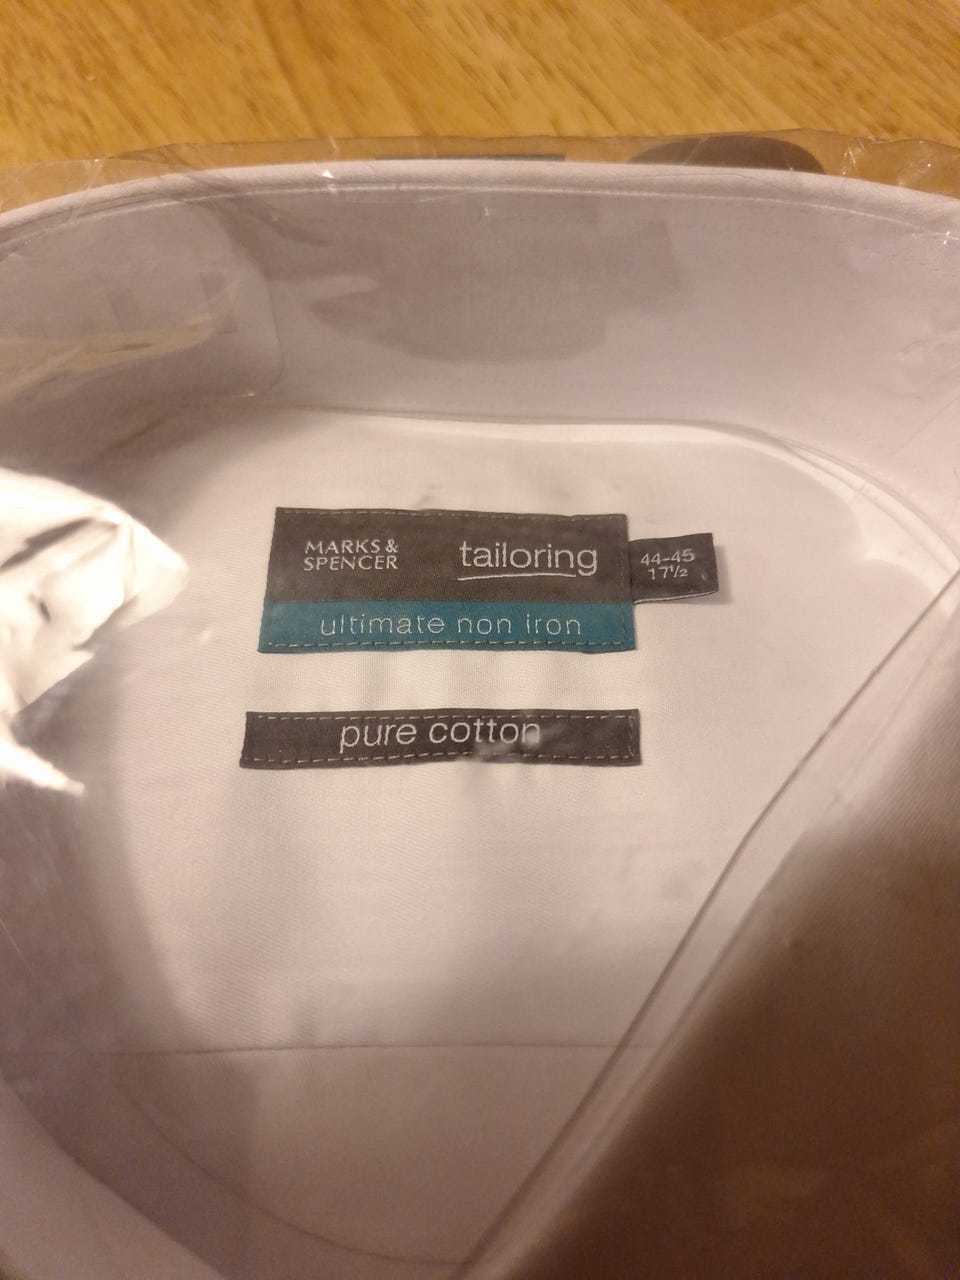 MARKS &
SPENCER
tailoring
ultimate non iron
44-45
17½
pure cotton